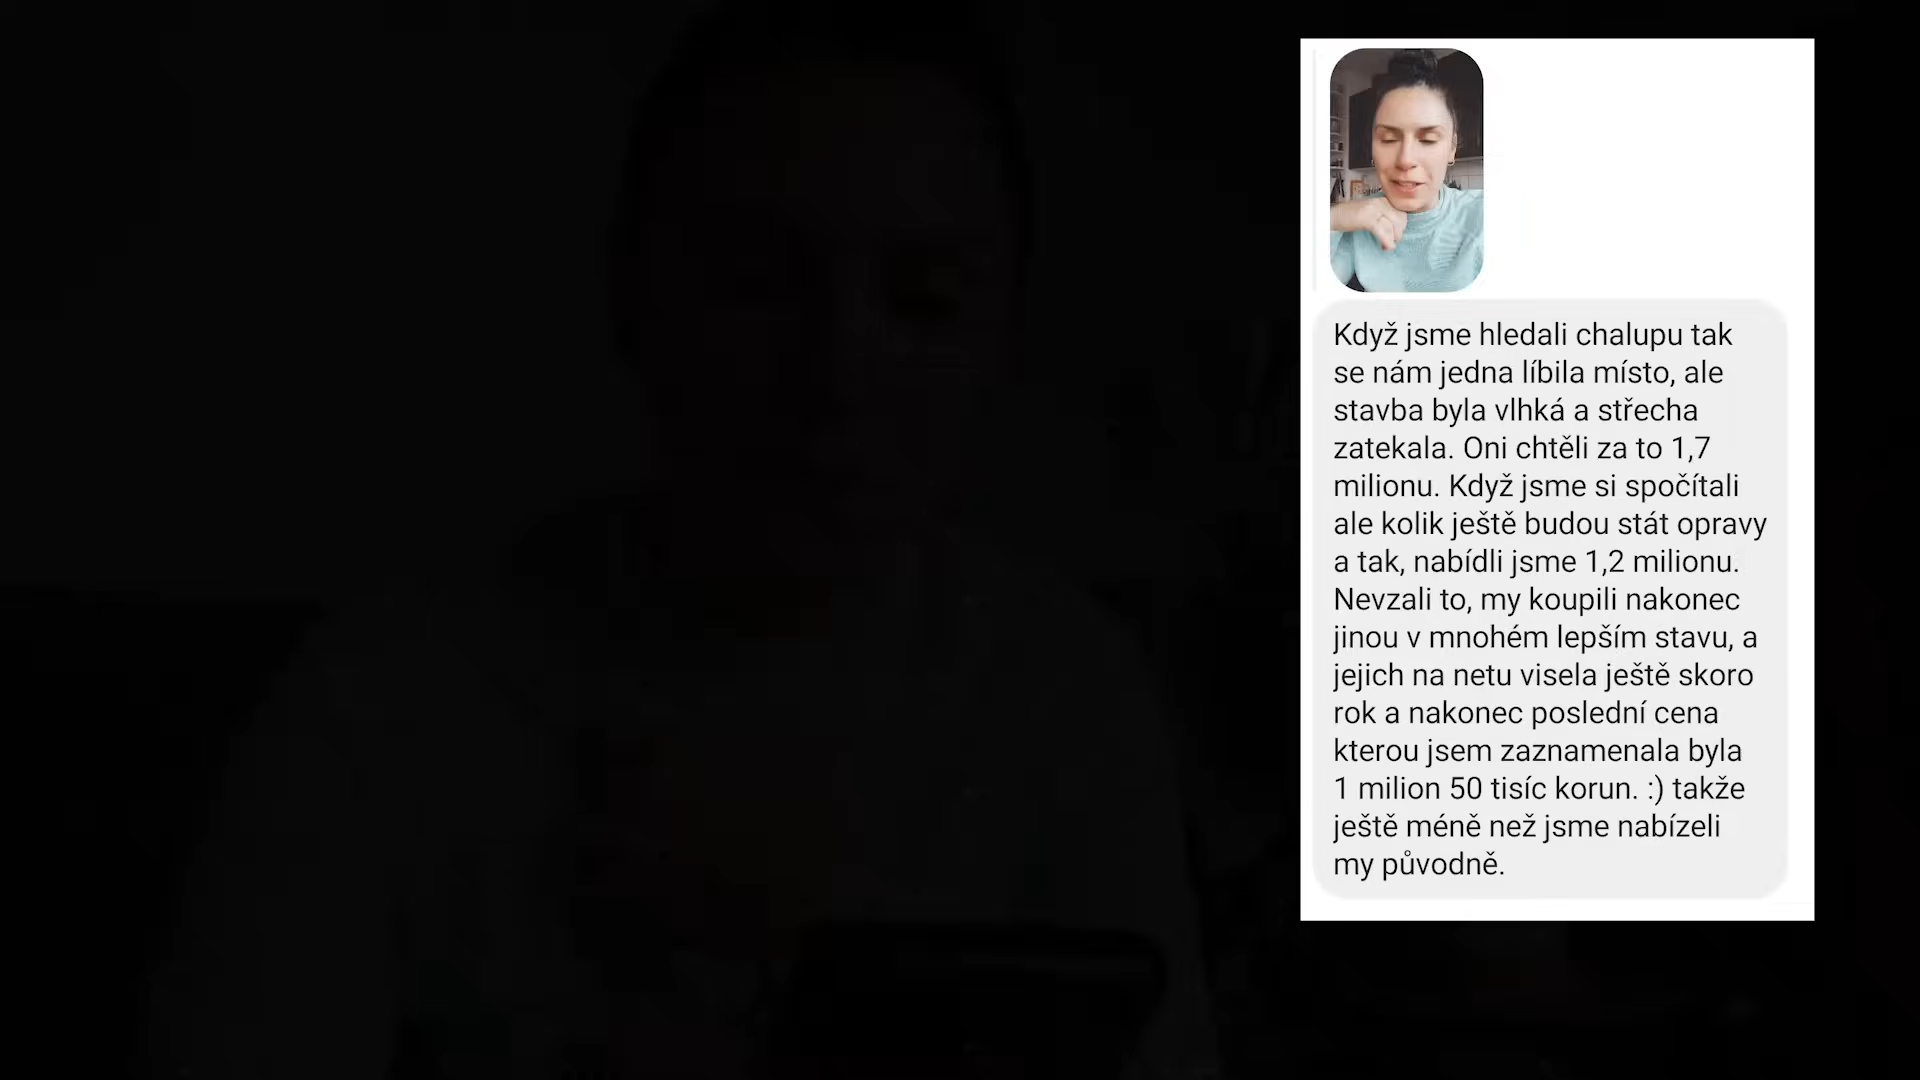 Když jsme hledali chalupu tak
se nám jedna líbila místo, ale
stavba byla vlhká a střecha
zatekala. Oni chtěli za to 1,7
milionu. Když jsme si spočítali
ale kolik ještě budou stát opravy
a tak, nabídli jsme 1,2 milionu.
Nevzali to, my koupili nakonec
jinou v mnohém lepším stavu, a
jejich na netu visela ještě skoro
rok a nakonec poslední cena
kterou jsem zaznamenala byla
1 milion 50 tisíc korun. :) takže
ještě méně než jsme nabízeli
my původně.